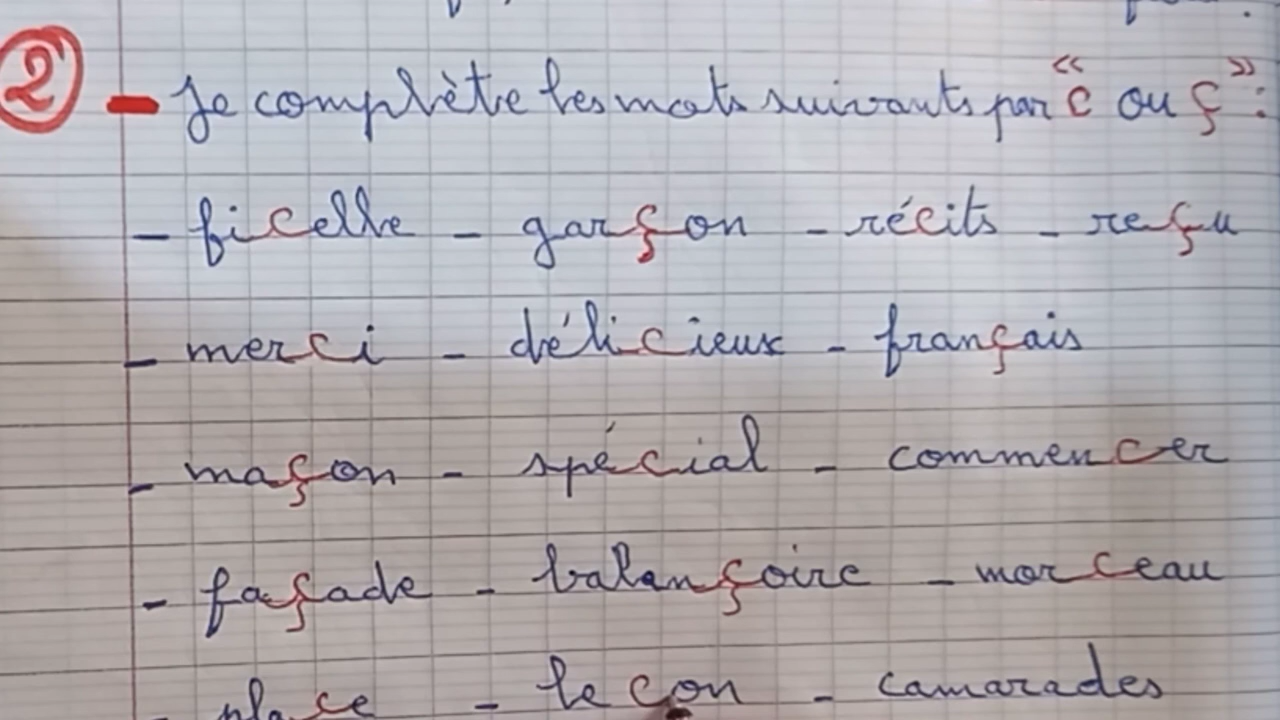 2 - Je complète les mots suivants par « c ou ç » :
- ficelle - garçon - récits - reçu
- merci - délicieux - français
- maçon - spécial - commencer
- façade - balançoire - morceau
- place - leçon - camarades